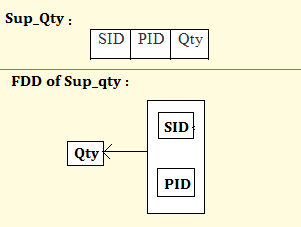 Sup_Qty :
SID PID Qty
FDD of Sup_qty :
SID
Qty
PID